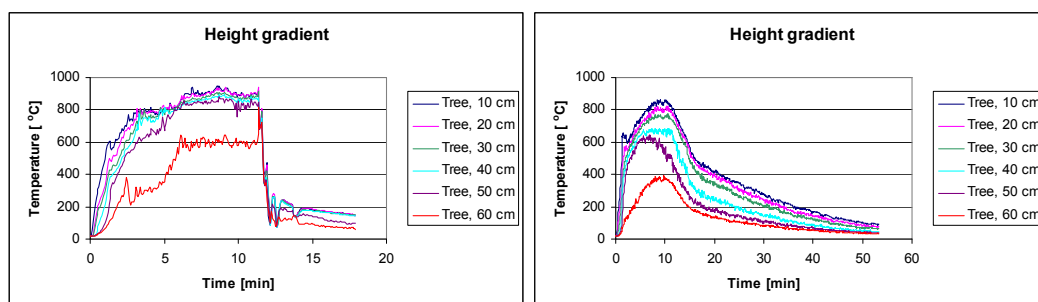 Height gradient
Temperature [ °C]
1000
800
600
400
200
0
0 5 10 15 20
Time [min]
Tree, 10 cm
Tree, 20 cm
Tree, 30 cm
Tree, 40 cm
Tree, 50 cm
Tree, 60 cm
Height gradient
Temperature [ °C]
1000
800
600
400
200
0
0 10 20 30 40 50 60
Time [min]
Tree, 10 cm
Tree, 20 cm
Tree, 30 cm
Tree, 40 cm
Tree, 50 cm
Tree, 60 cm